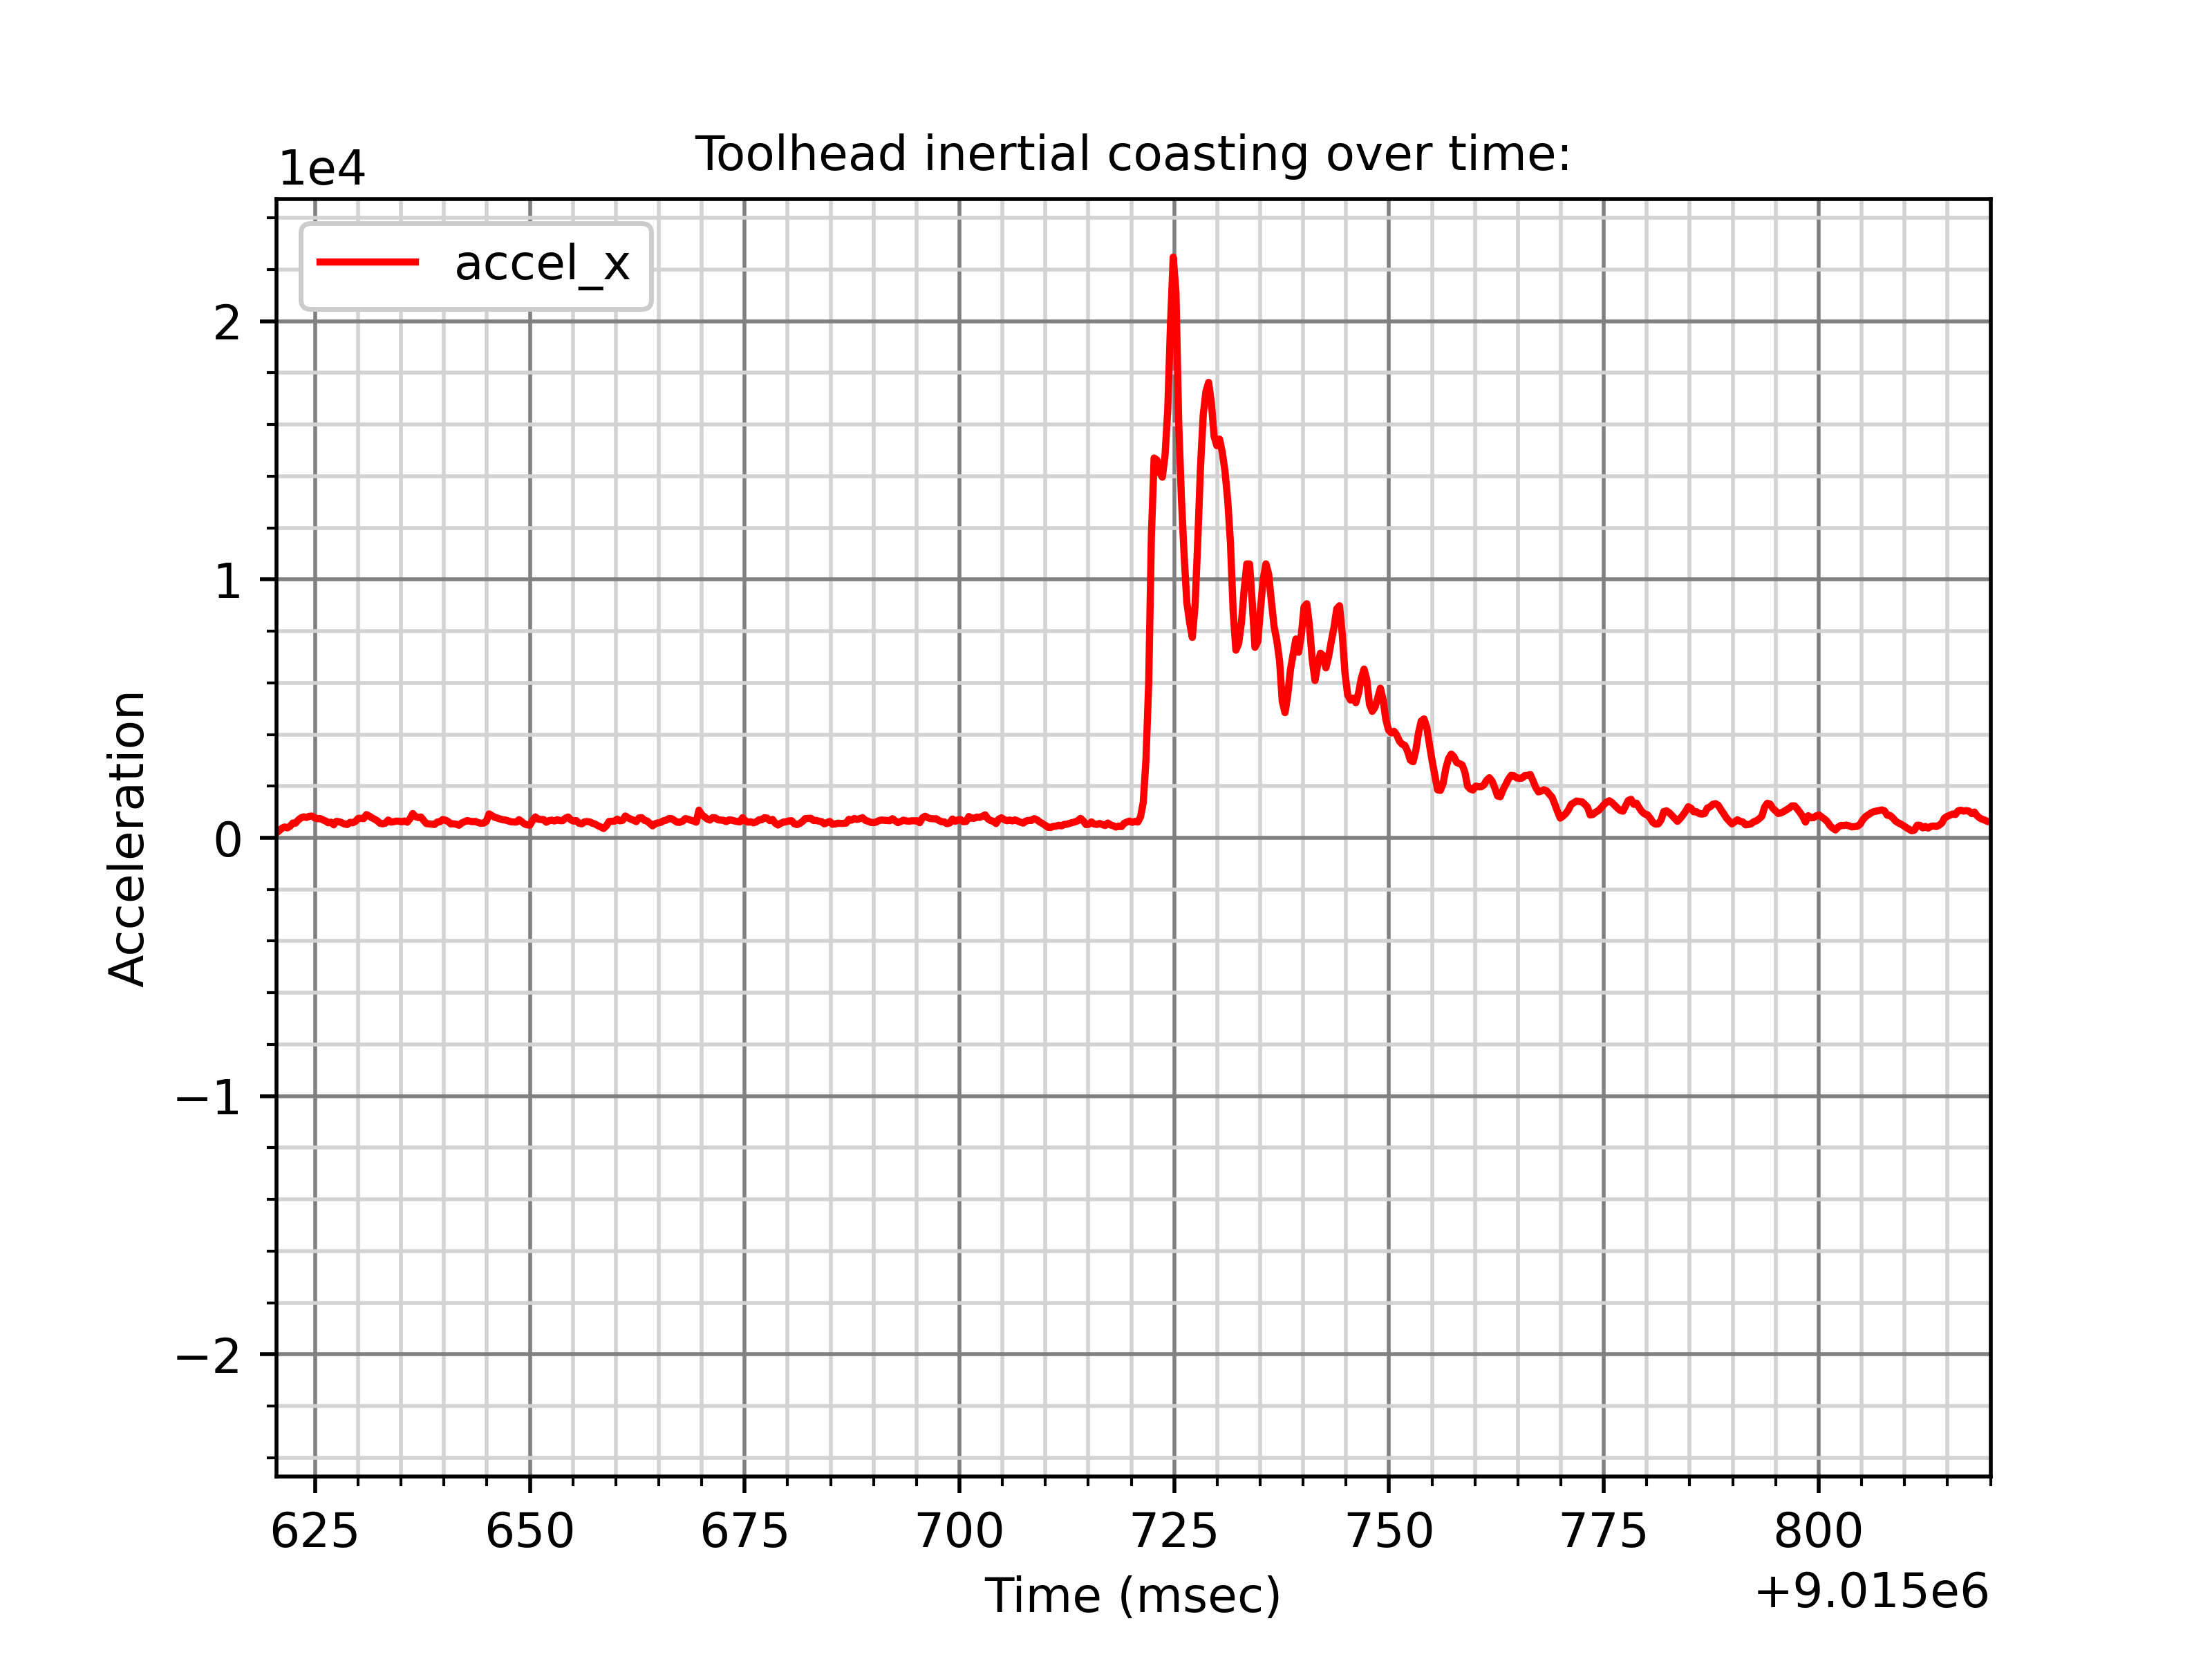 Toolhead inertial coasting over time:
1e4
accel_x
2
1
0
−1
−2
Acceleration
625 650 675 700 725 750 775 800
Time (msec)
+9.015e6